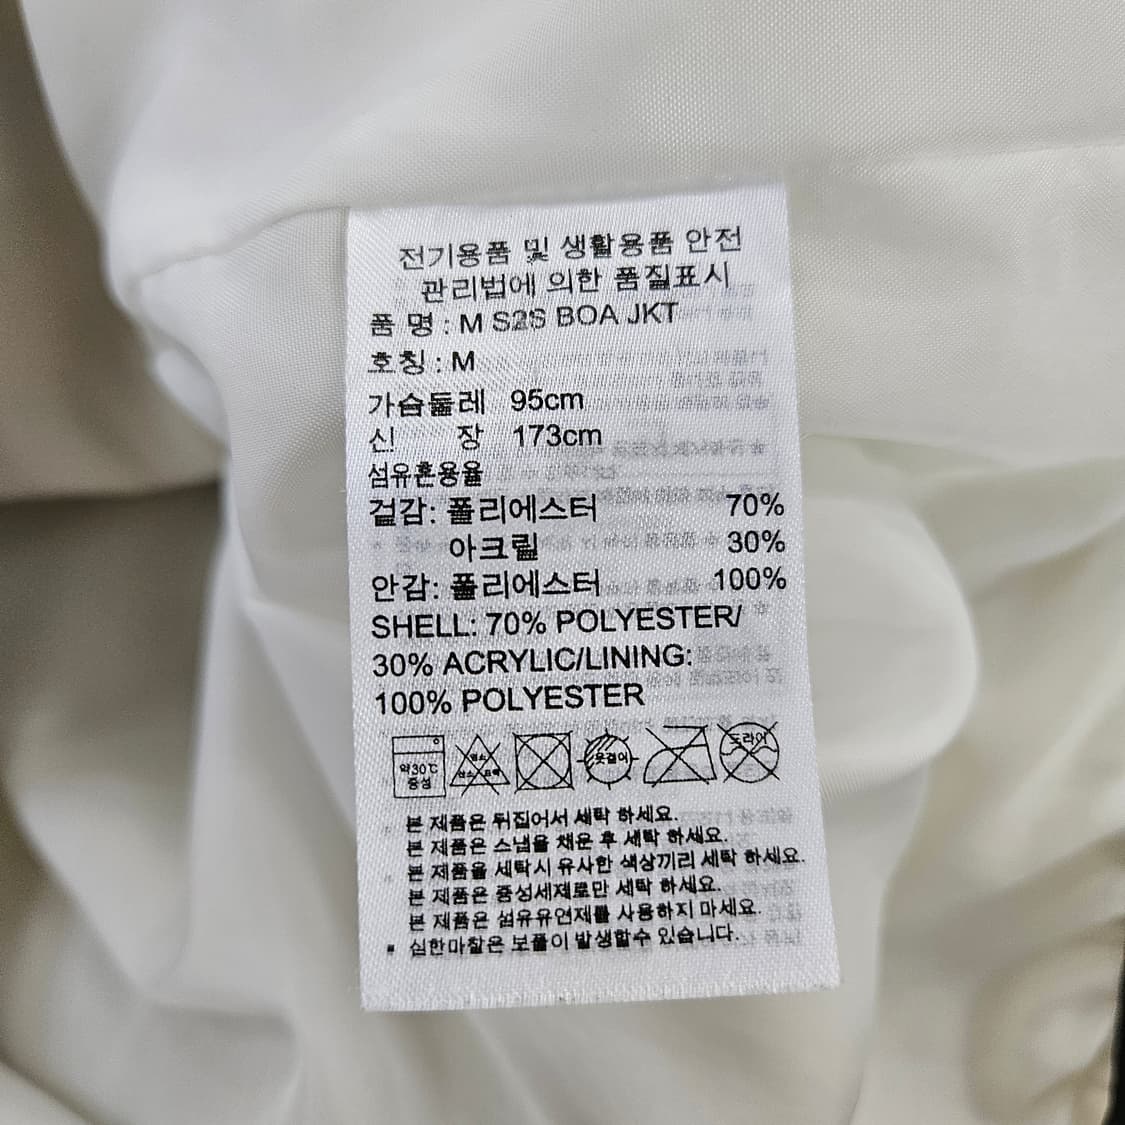 전기용품 및 생활용품 안전
관리법에 의한 품질표시
품 명 : M S2S BOA JKT
호칭 : M
가슴둘레 95cm
신 장 173cm
섬유혼용율
겉감: 폴리에스터 70%
아크릴 30%
안감: 폴리에스터 100%
SHELL: 70% POLYESTER/
30% ACRYLIC/LINING:
100% POLYESTER
약30℃
중성
옷걸이
드라이
본 제품은 뒤집어서 세탁 하세요.
본 제품은 스냅을 채운 후 세탁 하세요.
본 제품을 세탁시 유사한 색상끼리 세탁 하세요.
본 제품은 중성세제로만 세탁 하세요.
본 제품은 섬유유연제를 사용하지 마세요.
* 심한마찰은 보풀이 발생할수 있습니다.